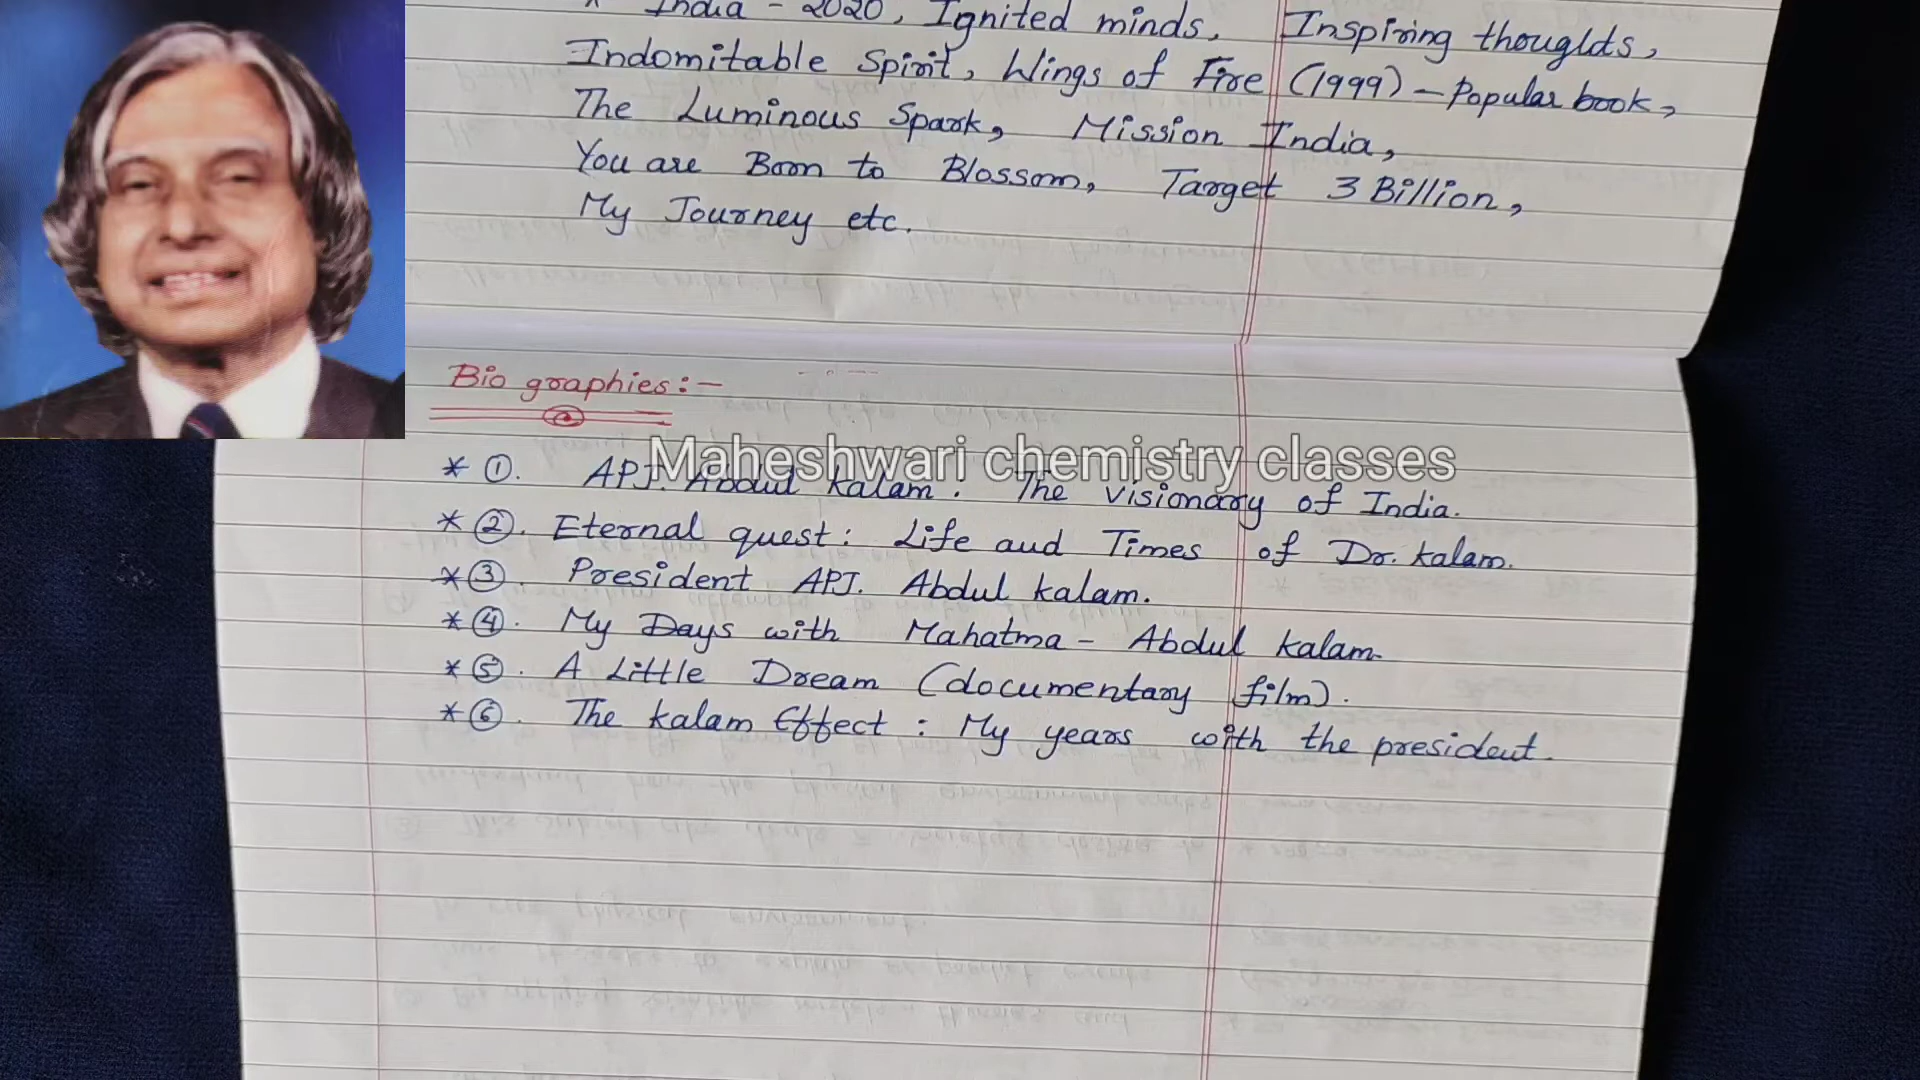 * India - 2020, Ignited minds, Inspiring thoughts,
Indomitable Spirit, Wings of Fire (1999) - Popular book,
The Luminous Spark, Mission India,
You are Born to Blossom, Target 3 Billion,
My Journey etc.
Bio graphies:-
Maheshwari chemistry classes
* ①. APJ. Abdul kalam: The visionary of India.
* ②. Eternal quest: Life and Times of Dr. kalam.
* ③. President APJ. Abdul kalam.
* ④. My Days with Mahatma - Abdul kalam.
* ⑤. A Little Dream (documentary film).
* ⑥. The kalam Effect: My years with the president.